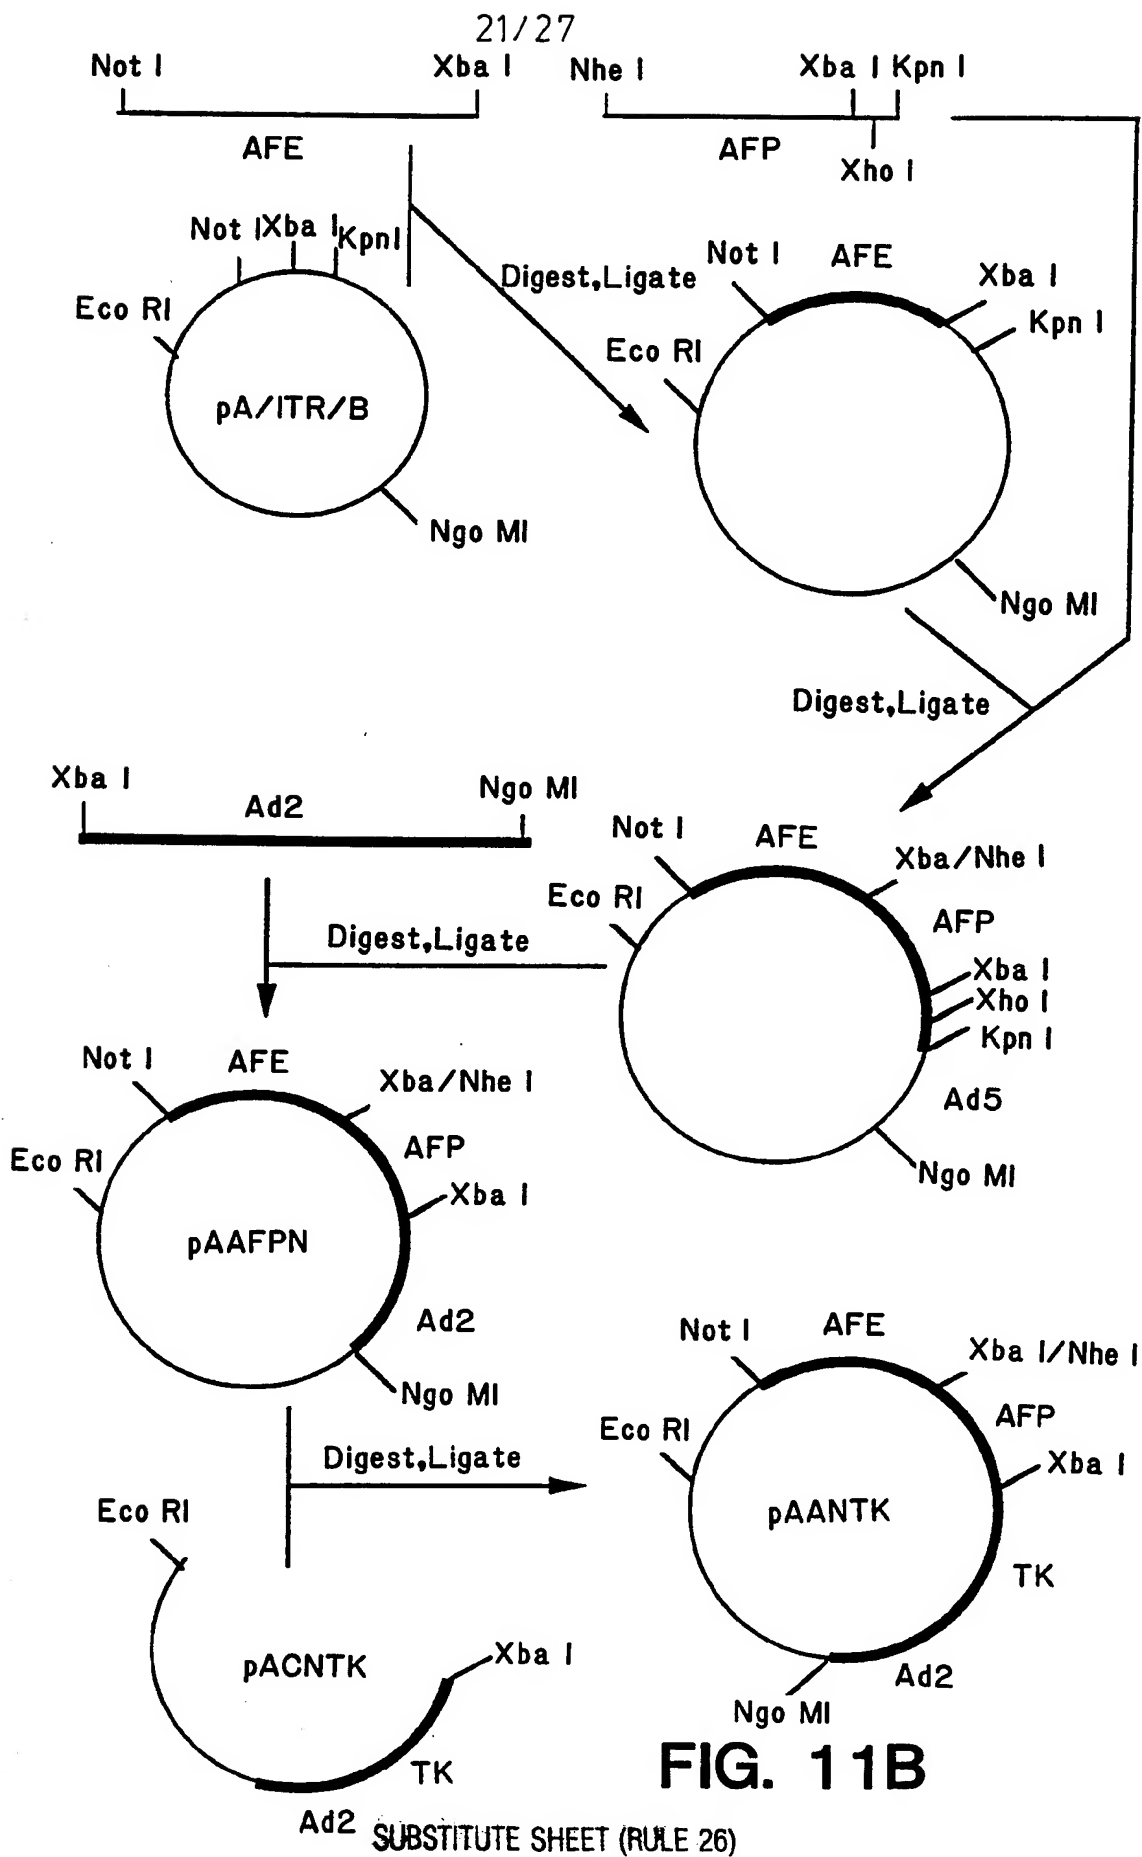 21/27
Not I
Xba I
Nhe I
Xba I
Kpn I
AFE
AFP
Xho I
Not I
Xba I
KpnI
Eco RI
pA/ITR/B
Ngo MI
Digest,Ligate
Not I
AFE
Xba I
Kpn I
Eco RI
Ngo MI
Digest,Ligate
Xba I
Ad2
Ngo MI
Digest,Ligate
Not I
AFE
Xba/Nhe I
Eco RI
AFP
Xba I
Xho I
Kpn I
Ad5
Ngo MI
Not I
AFE
Xba/Nhe I
Eco RI
AFP
Xba I
pAAFPN
Ad2
Ngo MI
Digest,Ligate
Not I
AFE
Xba I/Nhe I
AFP
Eco RI
Xba I
pAANTK
TK
Ad2
Ngo MI
Eco RI
pACNTK
Xba I
TK
Ad2
FIG. 11B
SUBSTITUTE SHEET (RULE 26)